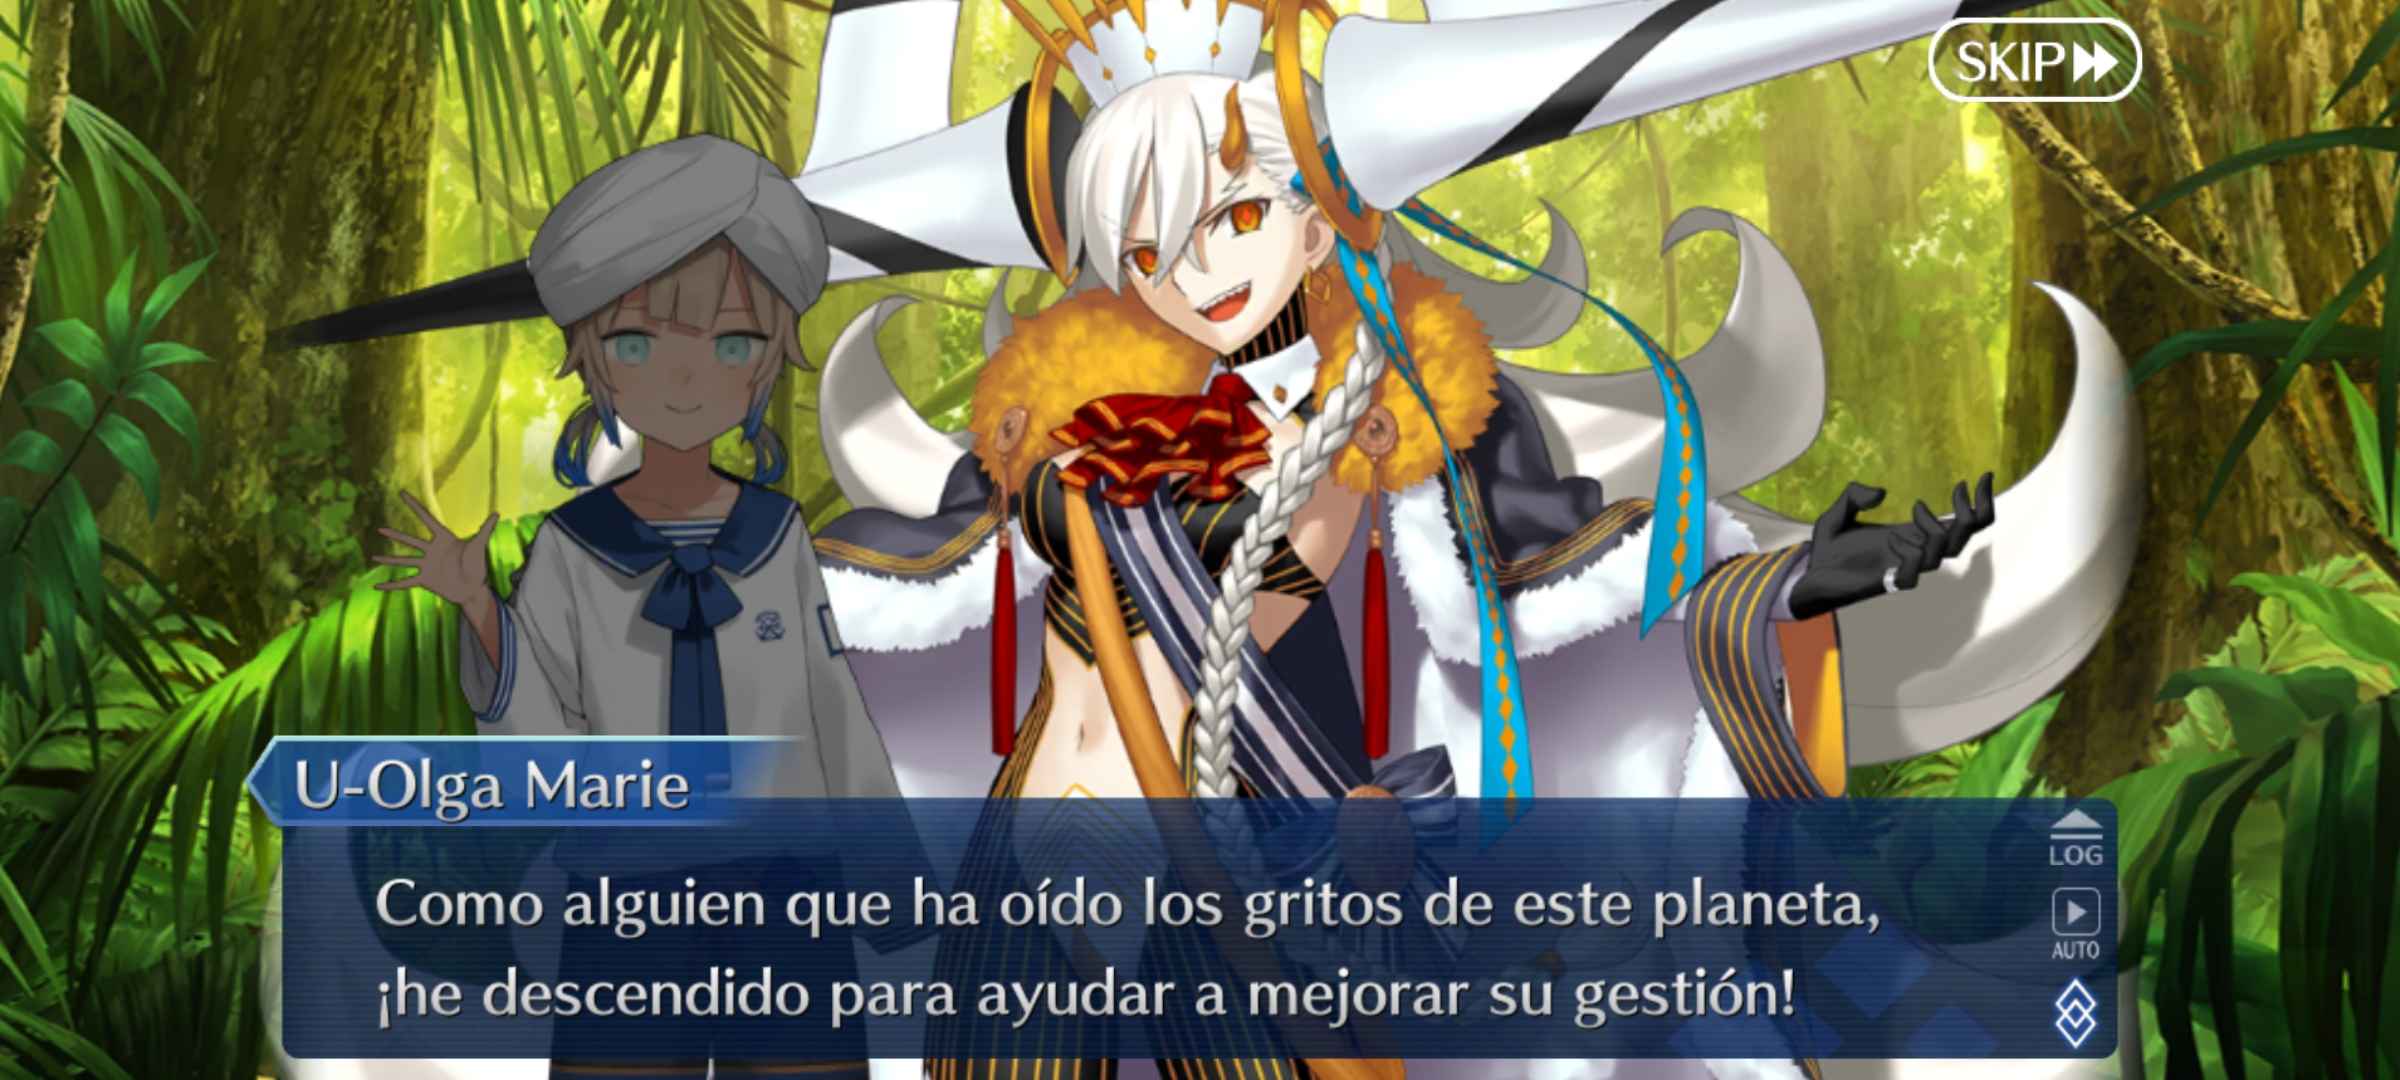 SKIP
U-Olga Marie
Como alguien que ha oído los gritos de este planeta,
¡he descendido para ayudar a mejorar su gestión!
LOG
AUTO